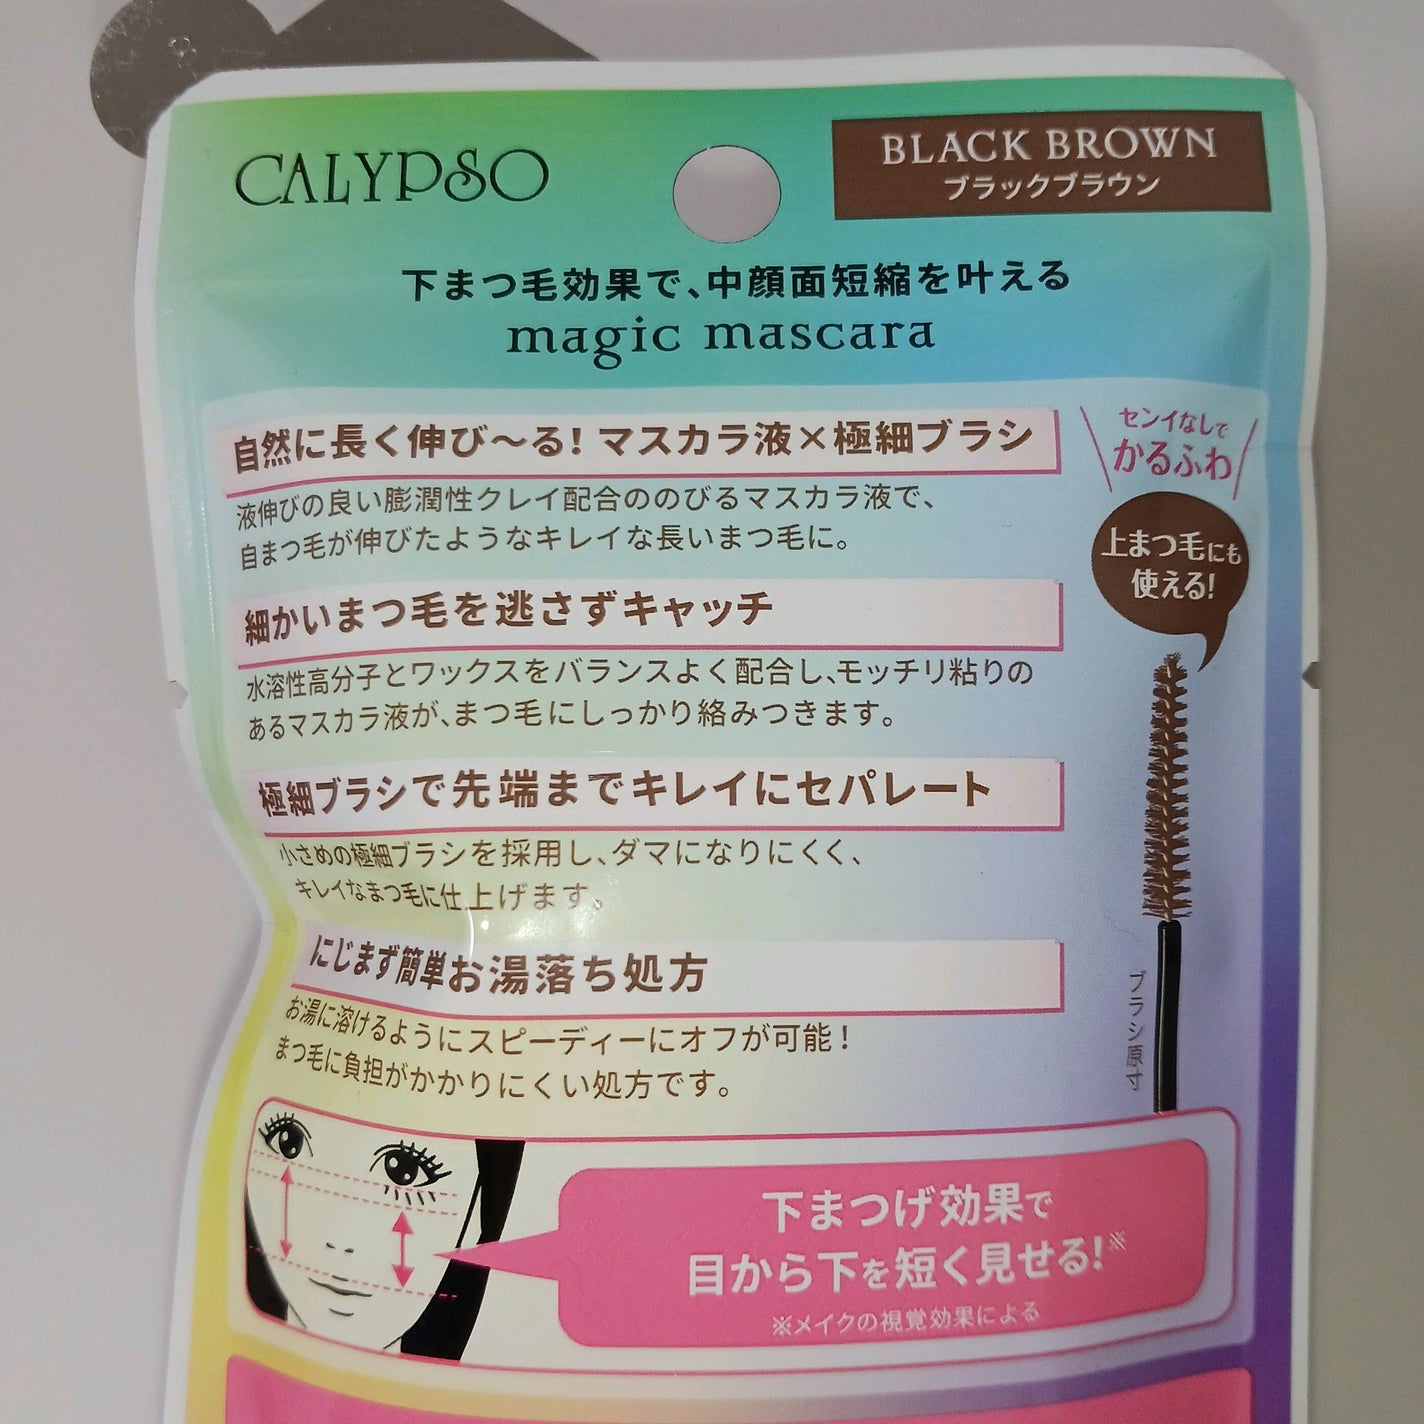 CALYPSO
BLACK BROWN
ブラックブラウン
下まつ毛効果で、中顔面短縮を叶える
magic mascara
自然に長く伸び〜る！マスカラ液×極細ブラシ
液伸びの良い膨潤性クレイ配合ののびるマスカラ液で、
自まつ毛が伸びたようなキレイな長いまつ毛に。
細かいまつ毛を逃さずキャッチ
水溶性高分子とワックスをバランスよく配合し、モッチリ粘りの
あるマスカラ液が、まつ毛にしっかり絡みつきます。
極細ブラシで先端までキレイにセパレート
小さめの極細ブラシを採用し、ダマになりにくく、
キレイなまつ毛に仕上げます。
にじまず簡単お湯落ち処方
お湯に溶けるようにスピーディーにオフが可能！
まつ毛に負担がかかりにくい処方です。
センイなしで
かるふわ
上まつ毛にも
使える！
ブラシ原寸
下まつげ効果で
目から下を短く見せる！※
※メイクの視覚効果による